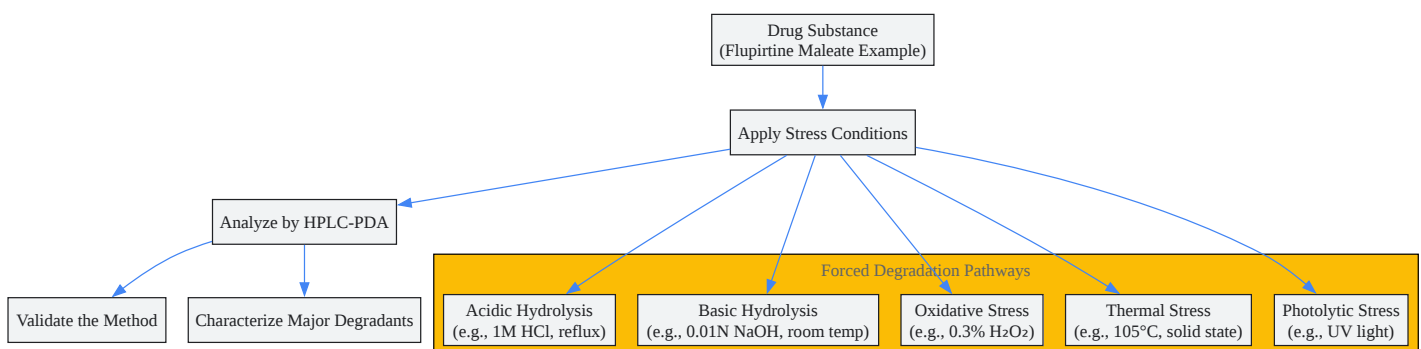 Drug Substance
(Flupirtine Maleate Example)
Apply Stress Conditions
Analyze by HPLC-PDA
Forced Degradation Pathways
Validate the Method
Characterize Major Degradants
Acidic Hydrolysis
(e.g., 1M HCl, reflux)
Basic Hydrolysis
(e.g., 0.01N NaOH, room temp)
Oxidative Stress
(e.g., 0.3% H₂O₂)
Thermal Stress
(e.g., 105°C, solid state)
Photolytic Stress
(e.g., UV light)